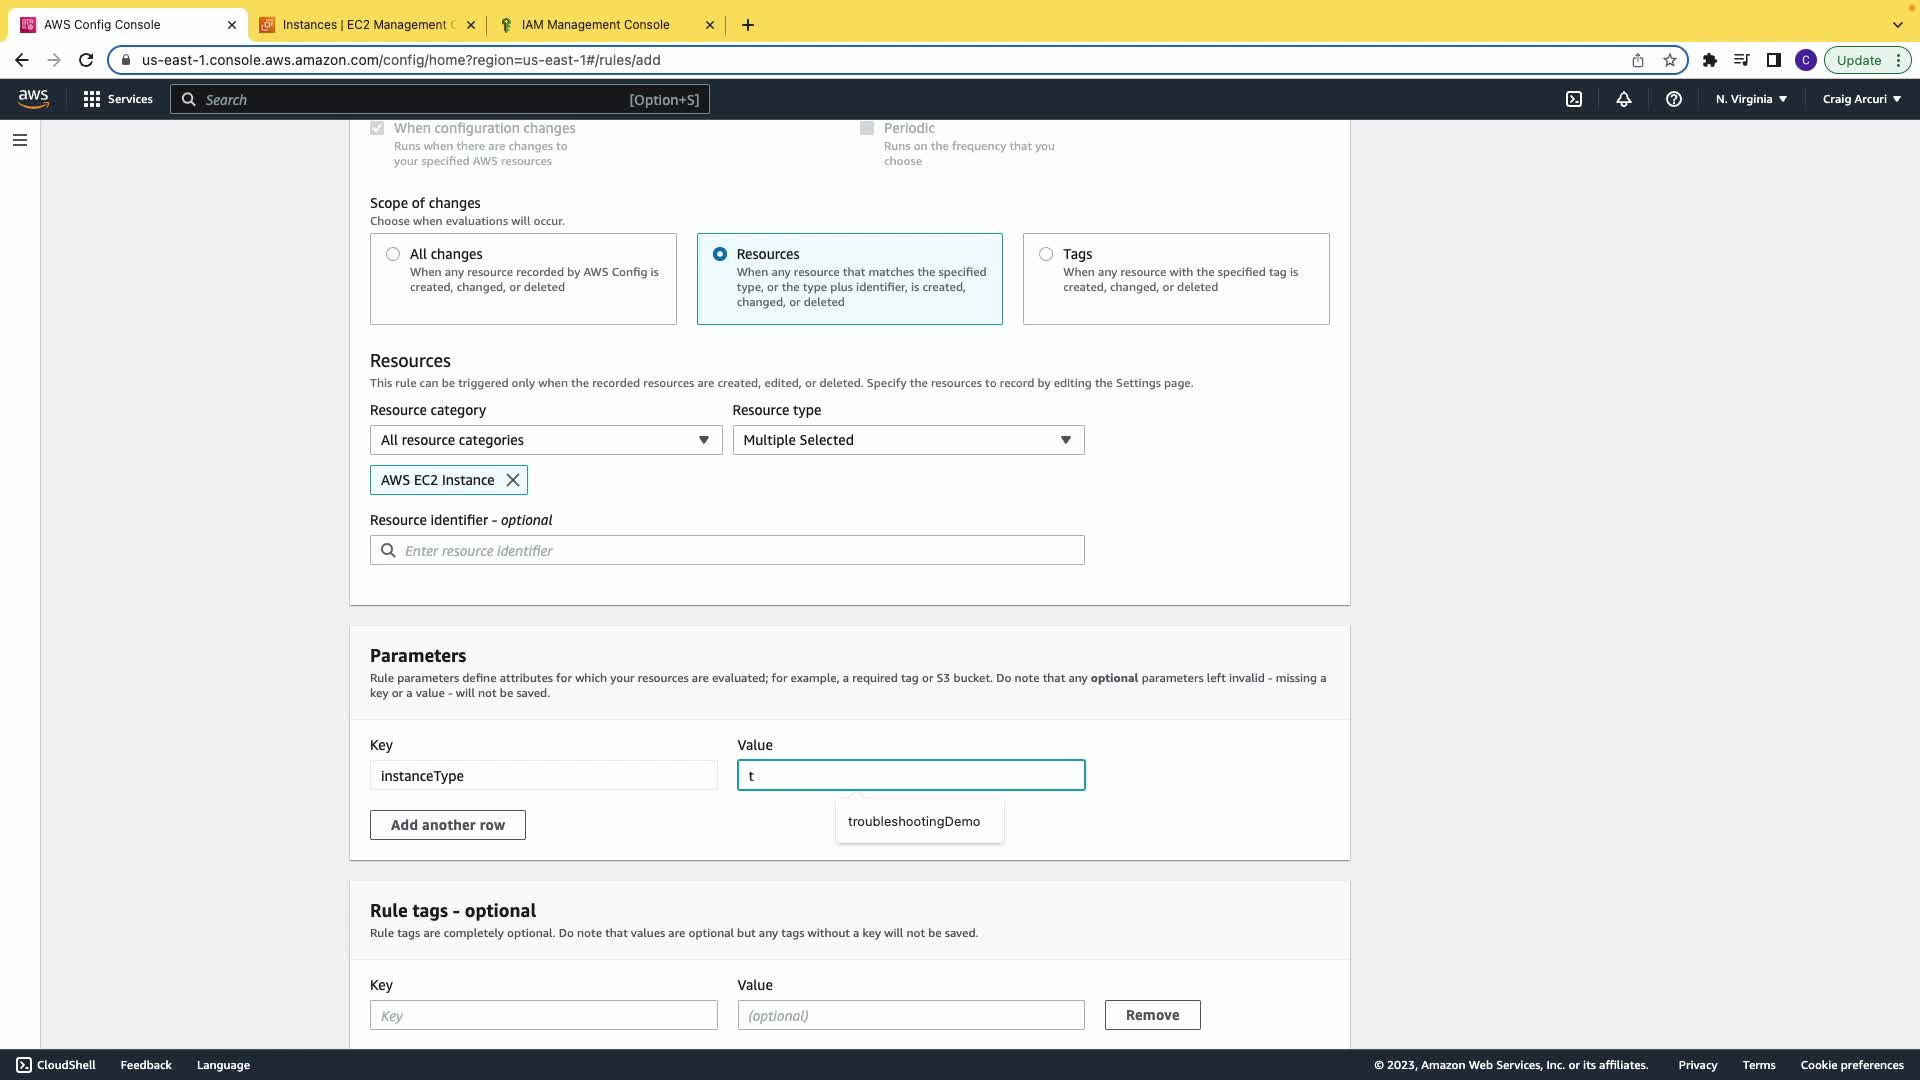 AWS Config Console
Instances | EC2 Management C
IAM Management Console
us-east-1.console.aws.amazon.com/config/home?region=us-east-1#/rules/add
C
Update
aws
Services
Search
[Option+S]
N. Virginia
Craig Arcuri
When configuration changes
Runs when there are changes to
your specified AWS resources
Periodic
Runs on the frequency that you
choose
Scope of changes
Choose when evaluations will occur.
All changes
When any resource recorded by AWS Config is
created, changed, or deleted
Resources
When any resource that matches the specified
type, or the type plus identifier, is created,
changed, or deleted
Tags
When any resource with the specified tag is
created, changed, or deleted
Resources
This rule can be triggered only when the recorded resources are created, edited, or deleted. Specify the resources to record by editing the Settings page.
Resource category
Resource type
All resource categories
Multiple Selected
AWS EC2 Instance
Resource identifier - optional
Enter resource identifier
Parameters
Rule parameters define attributes for which your resources are evaluated; for example, a required tag or S3 bucket. Do note that any optional parameters left invalid - missing a
key or a value - will not be saved.
Key
Value
instanceType
t
Add another row
troubleshootingDemo
Rule tags - optional
Rule tags are completely optional. Do note that values are optional but any tags without a key will not be saved.
Key
Value
Key
(optional)
Remove
CloudShell
Feedback
Language
© 2023, Amazon Web Services, Inc. or its affiliates.
Privacy
Terms
Cookie preferences